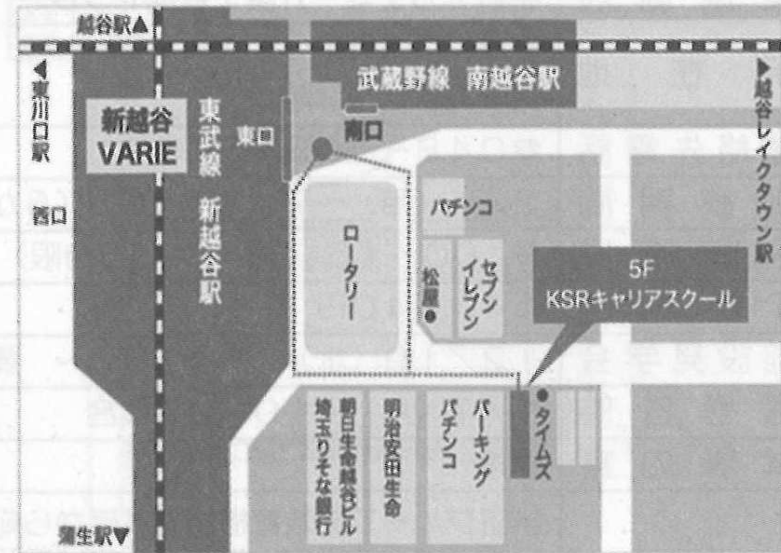 越谷駅▲
武蔵野線 南越谷駅
◀東川口駅
▶越谷レイクタウン駅
新越谷
VARIE
東武線 新越谷駅
東口
南口
西口
パチンコ
ロータリー
松屋●
セブン
イレブン
5F
KSRキャリアスクール
朝日生命越谷ビル
埼玉りそな銀行
明治安田生命
パーキング
パチンコ
●タイムズ
蒲生駅▼